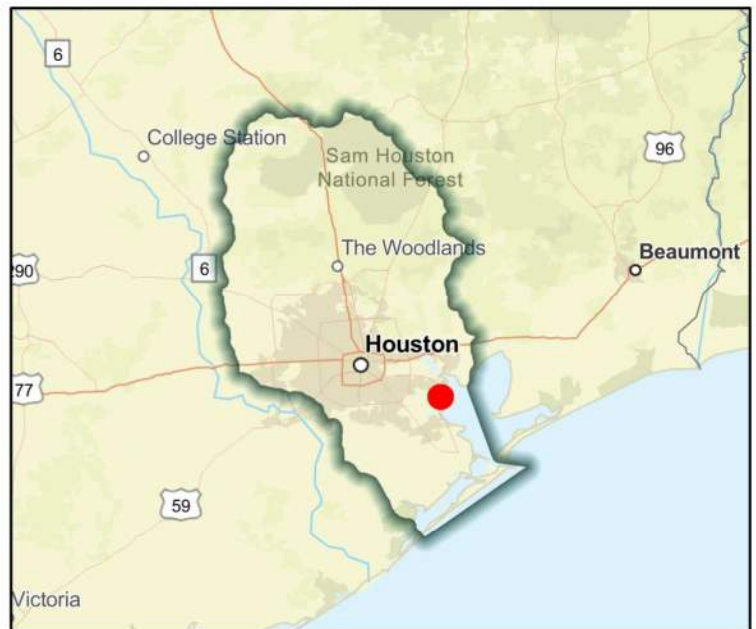 6
College Station
Sam Houston
National Forest
96
The Woodlands
Beaumont
290
6
Houston
77
59
Victoria